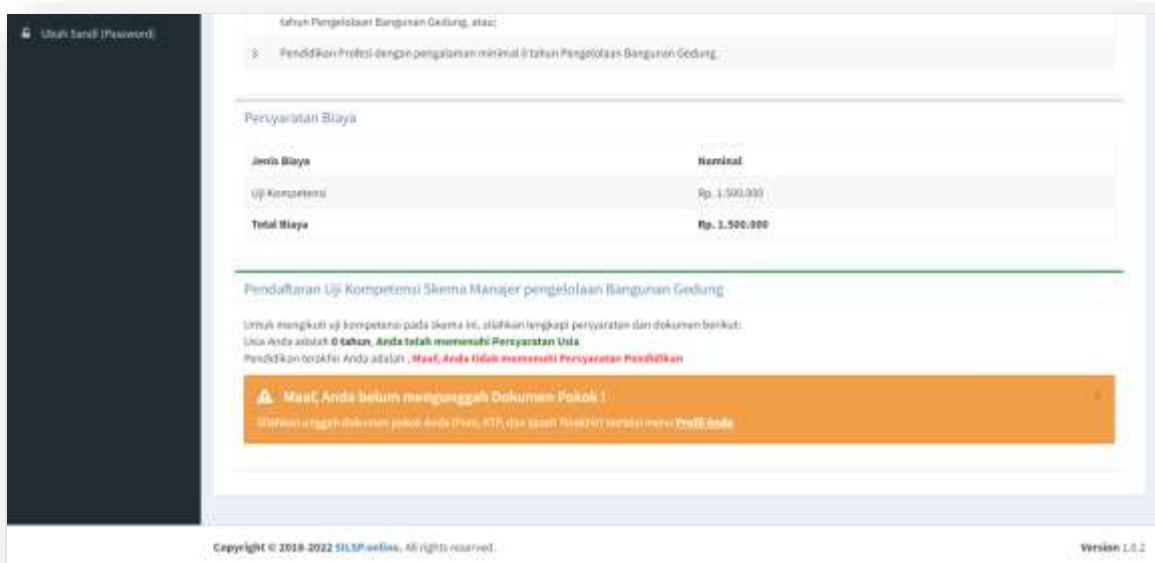 tahun Pengelolaan Bangunan Gedung, atau;
Ubah Sandi (Password)
3 Pendidikan Profesi dengan pengalaman minimal 0 tahun Pengelolaan Bangunan Gedung.
Persyaratan Biaya
Jenis Biaya Nominal
Uji Kompetensi Rp. 1.500.000
Total Biaya Rp. 1.500.000
Pendaftaran Uji Kompetensi Skema Manajer pengelolaan Bangunan Gedung
Untuk mengikuti uji kompetensi pada skema ini, silahkan lengkapi persyaratan dan dokumen berikut:
Usia Anda adalah 0 tahun, Anda telah memenuhi Persyaratan Usia
Pendidikan terakhir Anda adalah , Maaf, Anda tidak memenuhi Persyaratan Pendidikan
Maaf, Anda belum mengunggah Dokumen Pokok !
Silahkan unggah dokumen pokok Anda (Foto, KTP, dan Ijazah Terakhir) melalui menu Profil Anda
Copyright © 2018-2022 SILSP.online. All rights reserved. Version 1.0.2